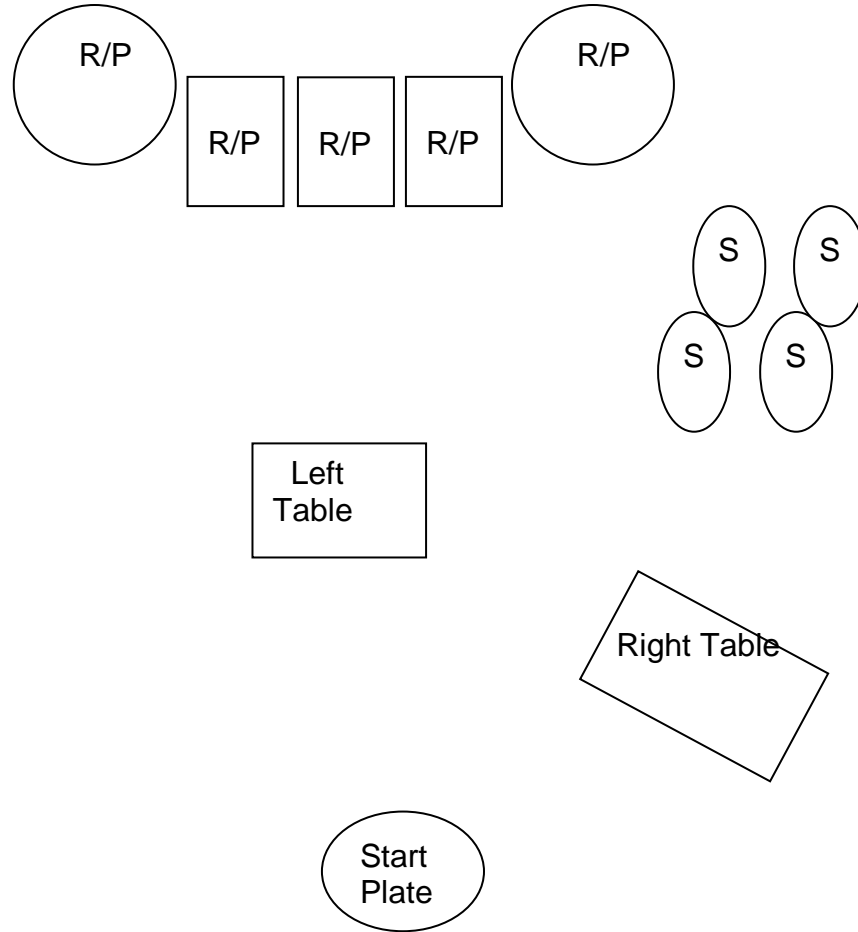 R/P
R/P
R/P
R/P
R/P
S
S
S
S
Left
Table
Right Table
Start
Plate